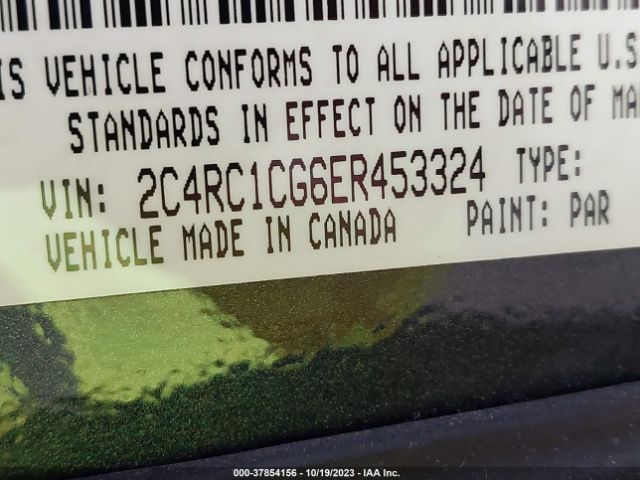 IS VEHICLE CONFORMS TO ALL APPLICABLE U.S
STANDARDS IN EFFECT ON THE DATE OF MA
VIN: 2C4RC1CG6ER453324 TYPE:
VEHICLE MADE IN CANADA PAINT: PAR
000-37854156 - 10/19/2023 - IAA Inc.